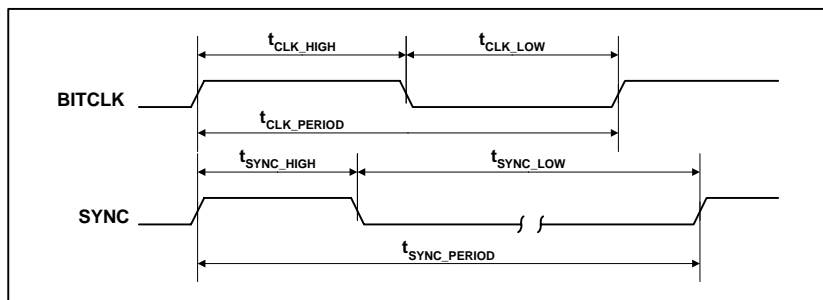 tCLK_HIGH tCLK_LOW
BITCLK
tCLK_PERIOD
tSYNC_HIGH tSYNC_LOW
SYNC
tSYNC_PERIOD